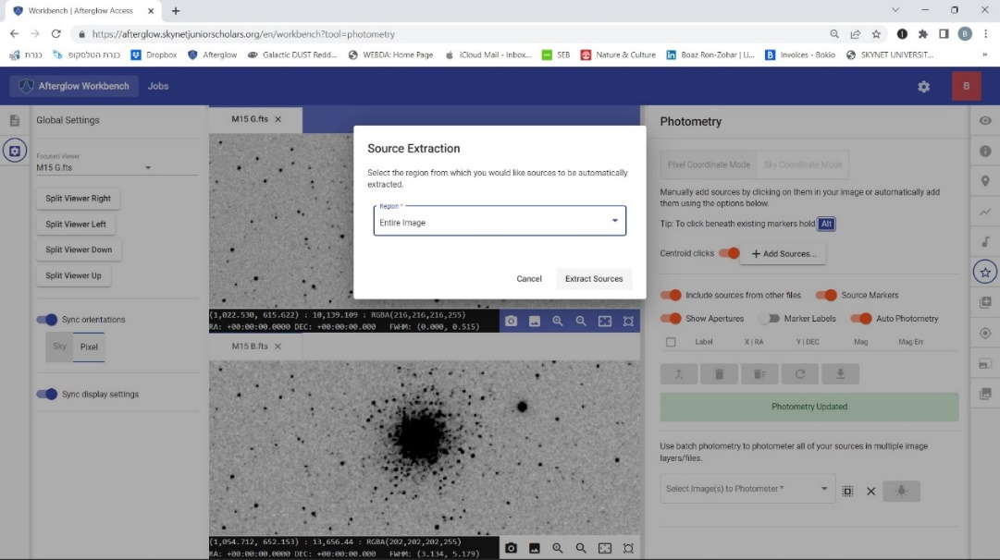 Workbench | Afterglow Access
https://afterglow.skynetjuniorscholars.org/en/workbench?tool=photometry
B
כנרת
כנרת הטלסקופ
Dropbox
Afterglow
Galactic DUST Redd...
WEBDA: Home Page
iCloud Mail - Inbox...
SEB
Nature & Culture
Boaz Ron-Zohar | Li...
Invoices - Bokio
SKYNET UNIVERSIT...
»
Afterglow Workbench
Jobs
B
Global Settings
Focused Viewer
M15 G.fts
Split Viewer Right
Split Viewer Left
Split Viewer Down
Split Viewer Up
Sync orientations
Sky
Pixel
Sync display settings
M15 G.fts
Source Extraction
Select the region from which you would like sources to be automatically
extracted.
Region *
Entire Image
Cancel
Extract Sources
(1,022.530, 615.622) : 10,139.109 : RGBA(216,216,216,255)
RA: +00:00:00.0000 DEC: +00:00:00.000 FWHM: (0.000, 0.515)
M15 B.fts
(1,054.712, 652.153) : 13,656.44 : RGBA(202,202,202,255)
RA: +00:00:00.0000 DEC: +00:00:00.000 FWHM: (3.134, 5.179)
Photometry
Pixel Coordinate Mode
Sky Coordinate Mode
Manually add sources by clicking on them in your image or automatically add
them using the options below.
Tip: To click beneath existing markers hold Alt
Centroid clicks
+ Add Sources...
Include sources from other files
Source Markers
Show Apertures
Marker Labels
Auto Photometry
Label
X | RA
Y | DEC
Mag
Mag Err
Photometry Updated
Use batch photometry to photometer all of your sources in multiple image
layers/files.
Select Image(s) to Photometer *